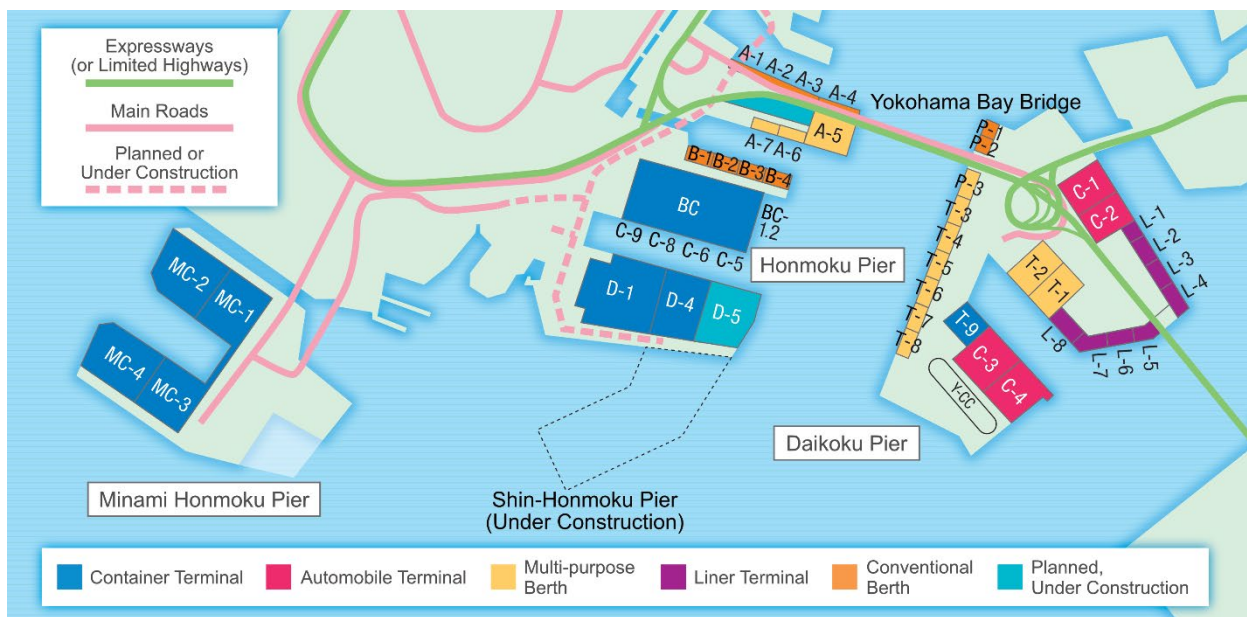 Expressways
(or Limited Highways)
Main Roads
Planned or
Under Construction
A-1
A-2
A-3
A-4
A-5
A-7
A-6
Yokohama Bay Bridge
P-1
P-2
B-1
B-2
B-3
B-4
BC
BC-
1.2
C-9
C-8
C-6
C-5
Honmoku Pier
D-1
D-4
D-5
MC-2
MC-1
MC-4
MC-3
Minami Honmoku Pier
Shin-Honmoku Pier
(Under Construction)
P-3
T-3
T-4
T-5
T-6
T-7
T-8
C-1
C-2
L-1
L-2
L-3
L-4
T-2
T-1
L-8
L-7
L-6
L-5
T-9
C-3
C-4
Y-CC
Daikoku Pier
Container Terminal
Automobile Terminal
Multi-purpose
Berth
Liner Terminal
Conventional
Berth
Planned,
Under Construction